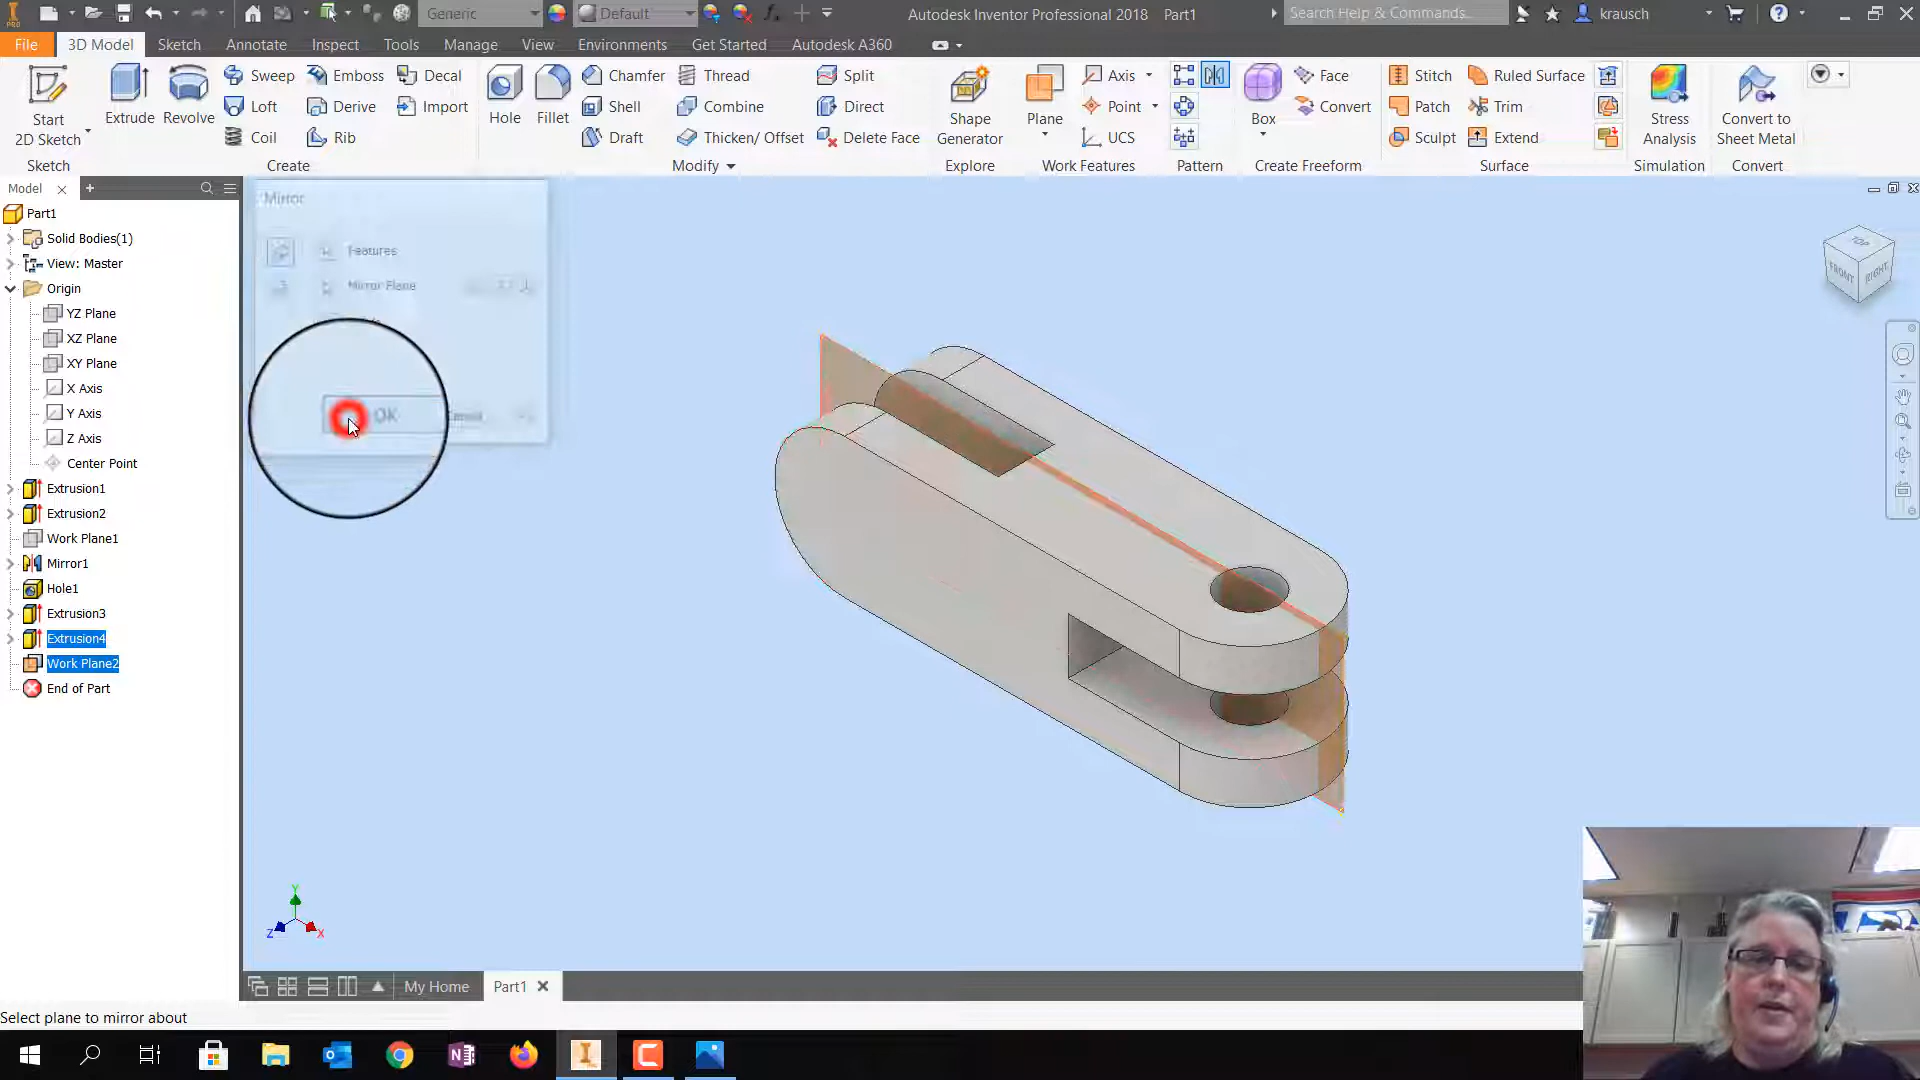 Generic
Default
Autodesk Inventor Professional 2018 Part1
Search Help & Commands...
krausch
PRO
File
3D Model
Sketch
Annotate
Inspect
Tools
Manage
View
Environments
Get Started
Autodesk A360
Start
2D Sketch
Sketch
Extrude
Revolve
Sweep
Emboss
Decal
Loft
Derive
Import
Coil
Rib
Create
Hole
Fillet
Chamfer
Thread
Split
Shell
Combine
Direct
Draft
Thicken/ Offset
Delete Face
Modify
Shape
Generator
Explore
Plane
Axis
Point
UCS
Work Features
Pattern
Box
Face
Convert
Create Freeform
Stitch
Ruled Surface
Patch
Trim
Sculpt
Extend
Surface
Stress
Analysis
Simulation
Convert to
Sheet Metal
Convert
Model
Part1
Solid Bodies(1)
View: Master
Origin
YZ Plane
XZ Plane
XY Plane
X Axis
Y Axis
Z Axis
Center Point
Extrusion1
Extrusion2
Work Plane1
Mirror1
Hole1
Extrusion3
Extrusion4
Work Plane2
End of Part
Mirror
Features
Mirror Plane
OK
Cancel
TOP
FRONT
RIGHT
Y
Z
X
My Home
Part1
Select plane to mirror about